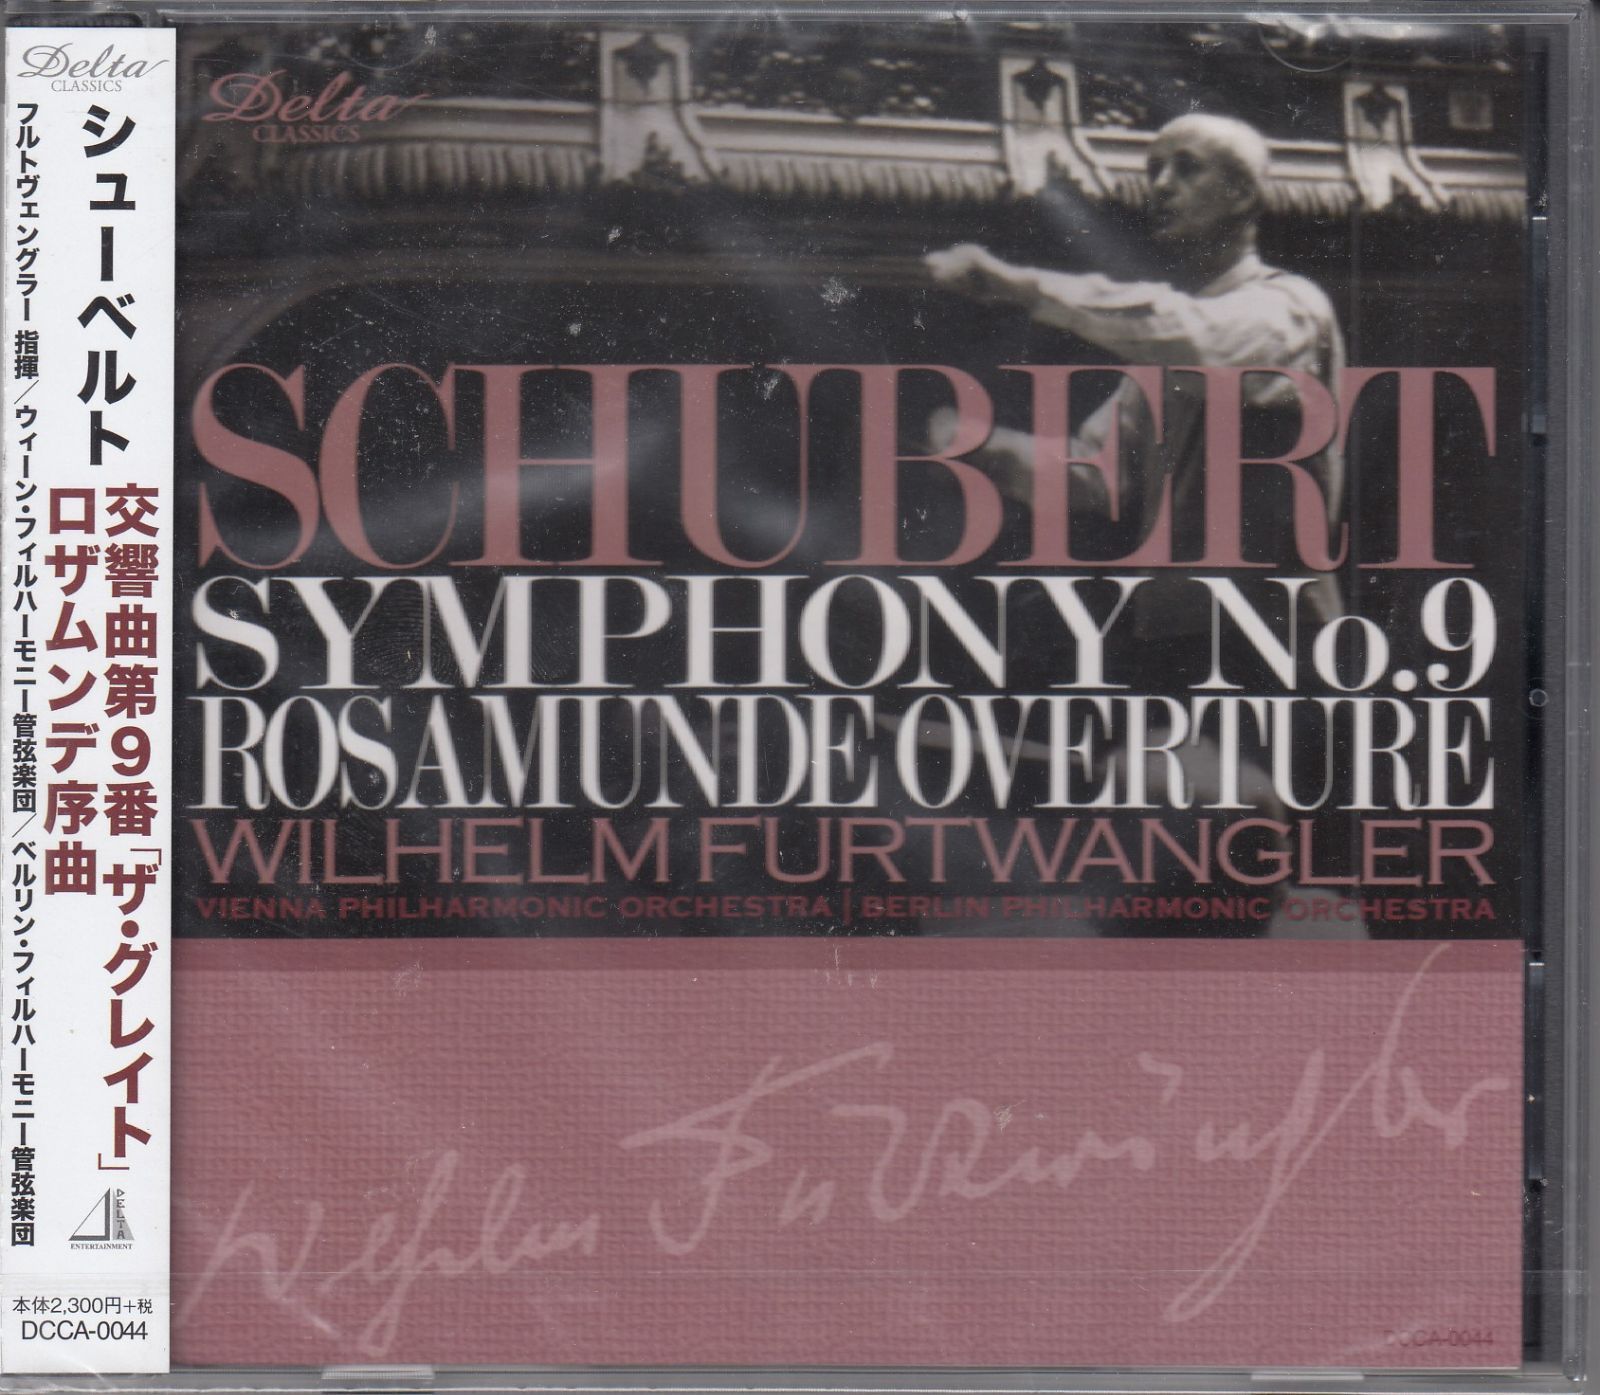 Delta
CLASSICS
シューベルト
交響曲第9番「ザ・グレイト」
ロザムンデ序曲
フルトヴェングラー 指揮/ウィーン・フィルハーモニー管弦楽団/ベルリン・フィルハーモニー管弦楽団
DELTA
ENTERTAINMENT
本体2,300円+税
DCCA-0044
Delta
CLASSICS
SCHUBERT
SYMPHONY No.9
ROSAMUNDE OVERTURE
WILHELM FURTWANGLER
VIENNA PHILHARMONIC ORCHESTRA | BERLIN PHILHARMONIC ORCHESTRA
DCCA-0044